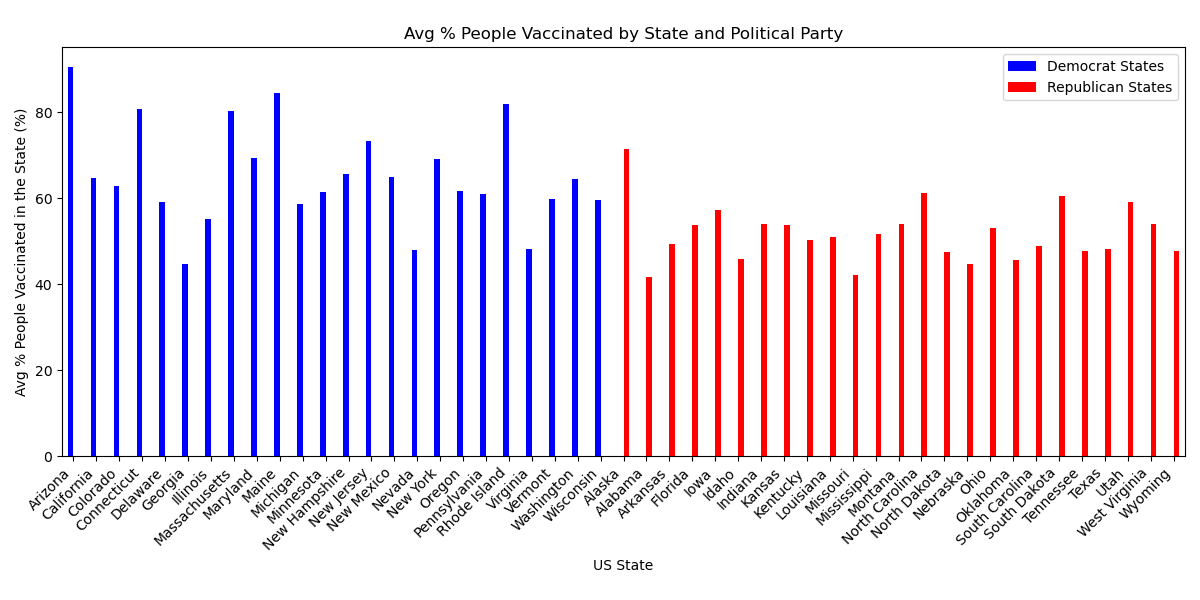 Avg % People Vaccinated by State and Political Party
Democrat States
Republican States
Avg % People Vaccinated in the State (%)
80
60
40
20
0
Arizona
California
Colorado
Connecticut
Delaware
Georgia
Illinois
Massachusetts
Maryland
Maine
Michigan
Minnesota
New Hampshire
New Jersey
New Mexico
Nevada
New York
Oregon
Pennsylvania
Rhode Island
Virginia
Vermont
Washington
Wisconsin
Alaska
Alabama
Arkansas
Florida
Iowa
Idaho
Indiana
Kansas
Kentucky
Louisiana
Missouri
Mississippi
Montana
North Carolina
North Dakota
Nebraska
Ohio
Oklahoma
South Carolina
South Dakota
Tennessee
Texas
Utah
West Virginia
Wyoming
US State